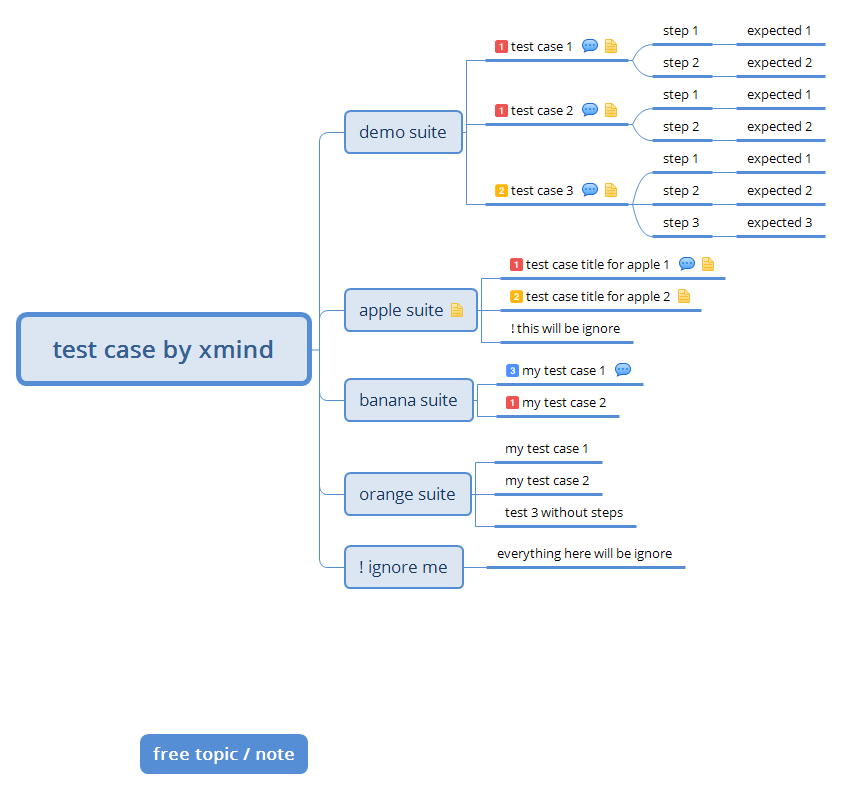 test case by xmind
demo suite
1 test case 1
step 1 expected 1
step 2 expected 2
1 test case 2
step 1 expected 1
step 2 expected 2
2 test case 3
step 1 expected 1
step 2 expected 2
step 3 expected 3
apple suite
1 test case title for apple 1
2 test case title for apple 2
! this will be ignore
banana suite
3 my test case 1
1 my test case 2
orange suite
my test case 1
my test case 2
test 3 without steps
! ignore me
everything here will be ignore
free topic / note